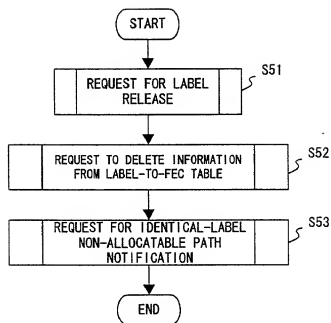 START
REQUEST FOR LABEL
RELEASE
S51
REQUEST TO DELETE INFORMATION
FROM LABEL-TO-FEC TABLE
S52
REQUEST FOR IDENTICAL-LABEL
NON-ALLOCATABLE PATH
NOTIFICATION
S53
END